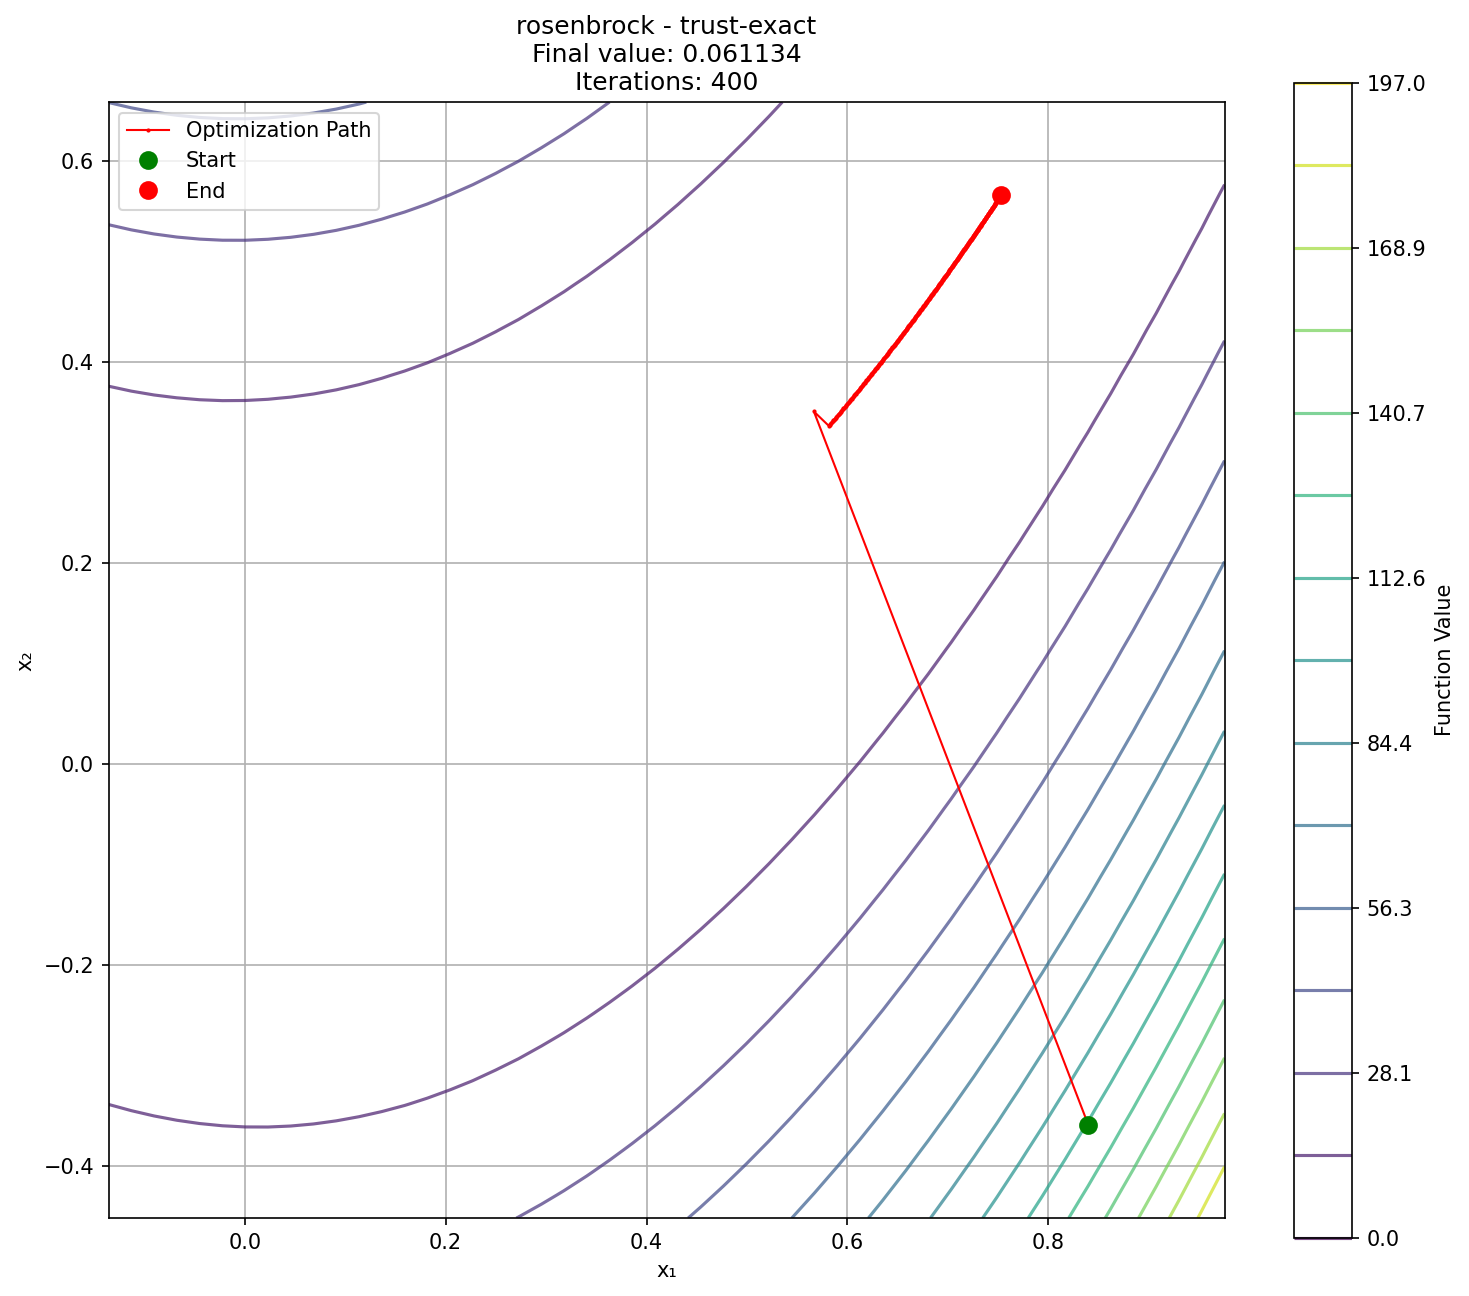 rosenbrock - trust-exact
Final value: 0.061134
Iterations: 400
Optimization Path
Start
End
0.6
0.4
0.2
0.0
−0.2
−0.4
x₂
0.0
0.2
0.4
0.6
0.8
x₁
197.0
168.9
140.7
112.6
84.4
56.3
28.1
0.0
Function Value